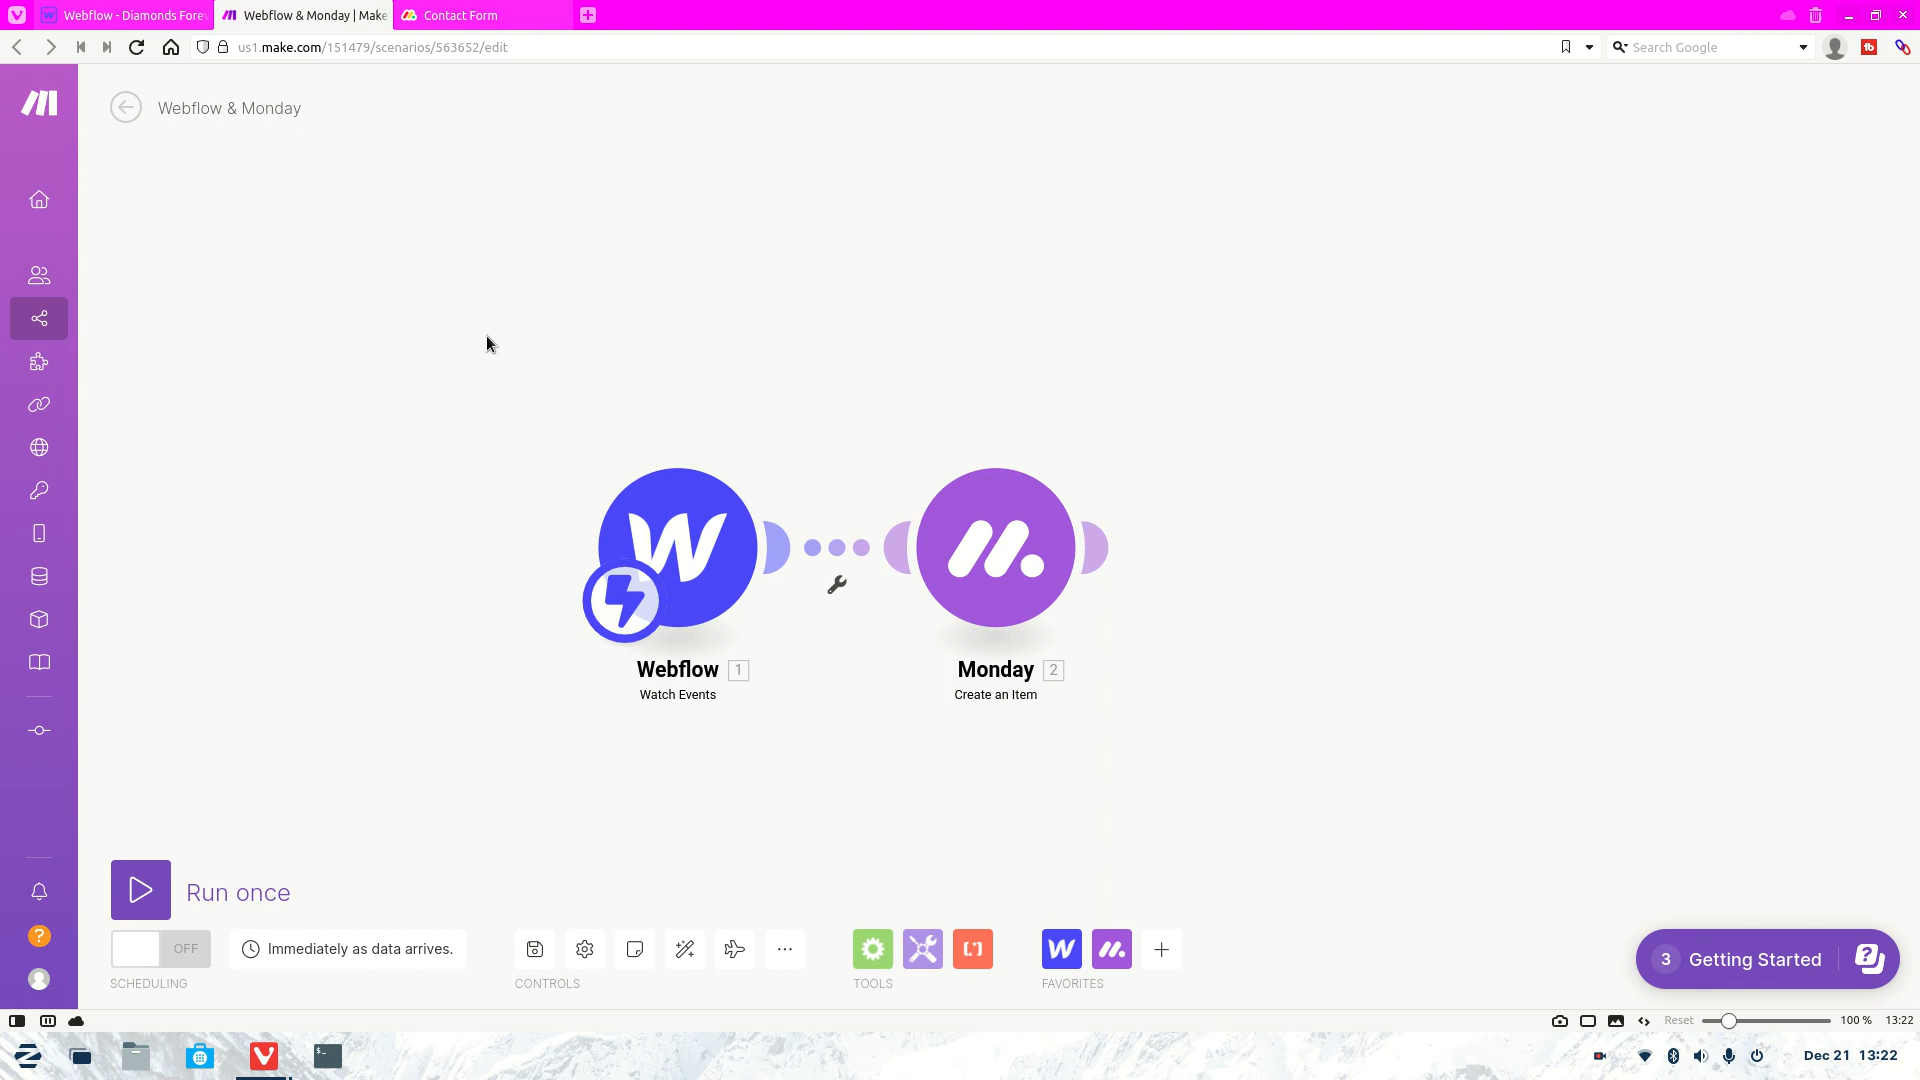 Webflow - Diamonds Forev
Webflow & Monday | Make
Contact Form
us1.make.com/151479/scenarios/563652/edit
Search Google
Webflow & Monday
Webflow 1
Watch Events
Monday 2
Create an Item
Run once
OFF
Immediately as data arrives.
SCHEDULING
CONTROLS
TOOLS
FAVORITES
3 Getting Started
Reset
100 %
13:22
Dec 21 13:22